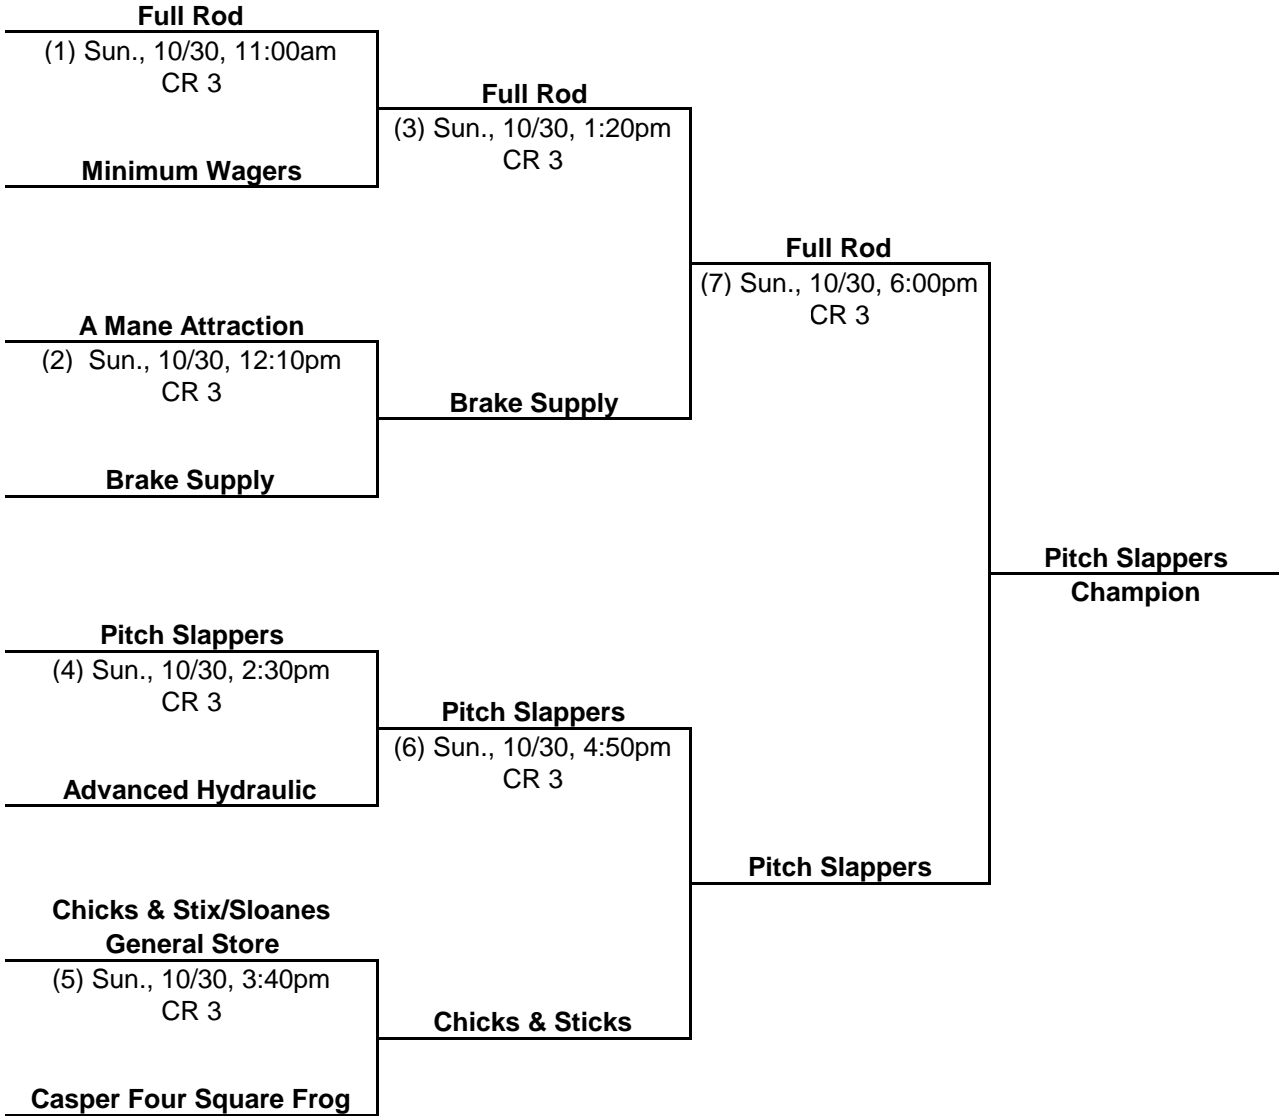 Full Rod
(1) Sun., 10/30, 11:00am
CR 3
Minimum Wagers
A Mane Attraction
(2)  Sun., 10/30, 12:10pm
CR 3
Brake Supply
Pitch Slappers
(4) Sun., 10/30, 2:30pm
CR 3
Advanced Hydraulic
Chicks & Stix/Sloanes
General Store
(5) Sun., 10/30, 3:40pm
CR 3
Casper Four Square Frog
Full Rod
(3) Sun., 10/30, 1:20pm
CR 3
Brake Supply
Pitch Slappers
(6) Sun., 10/30, 4:50pm
CR 3
Chicks & Sticks
Full Rod
(7) Sun., 10/30, 6:00pm
CR 3
Pitch Slappers
Pitch Slappers
Champion